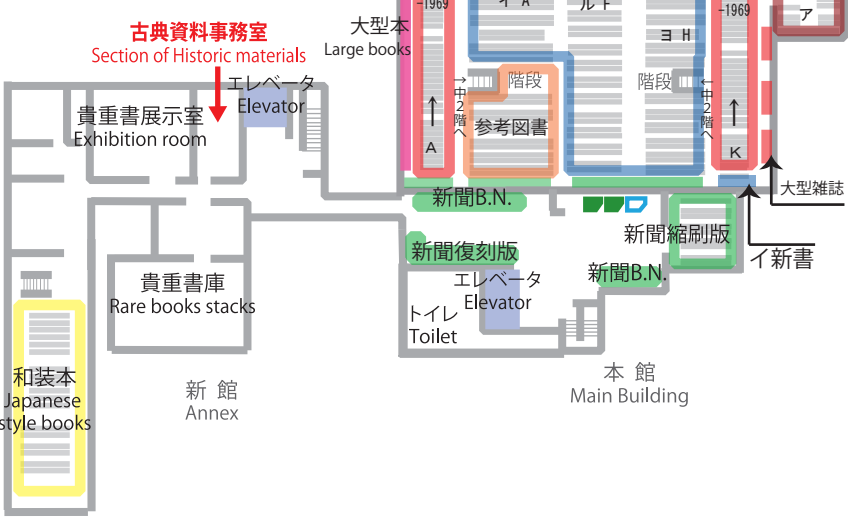 -1969
イ A
ル F
ヨ H
-1969
ア
古典資料事務室
Section of Historic materials
大型本
Large books
エレベータ
Elevator
貴重書展示室
Exhibition room
→中2階へ
階段
階段
←中2階へ
参考図書
A
K
新聞B.N.
大型雑誌
新聞復刻版
新聞縮刷版
イ新書
新聞B.N.
エレベータ
Elevator
トイレ
Toilet
貴重書庫
Rare books stacks
和装本
Japanese
style books
新 館
Annex
本 館
Main Building